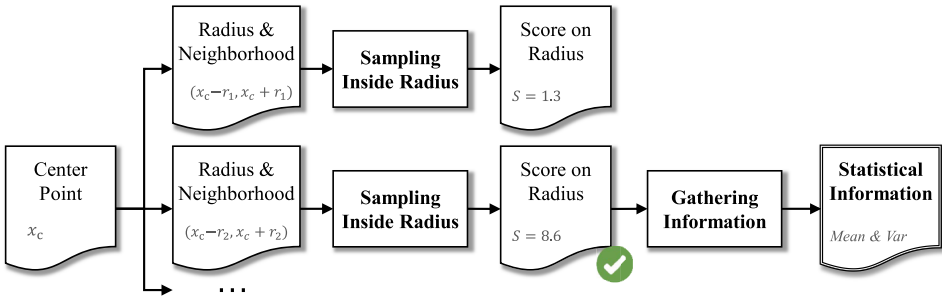 Radius &
Neighborhood
(x_c−r_1, x_c + r_1)
Sampling
Inside Radius
Score on
Radius
S = 1.3
Center
Point
x_c
Radius &
Neighborhood
(x_c−r_2, x_c + r_2)
Sampling
Inside Radius
Score on
Radius
S = 8.6
Gathering
Information
Statistical
Information
Mean & Var
...